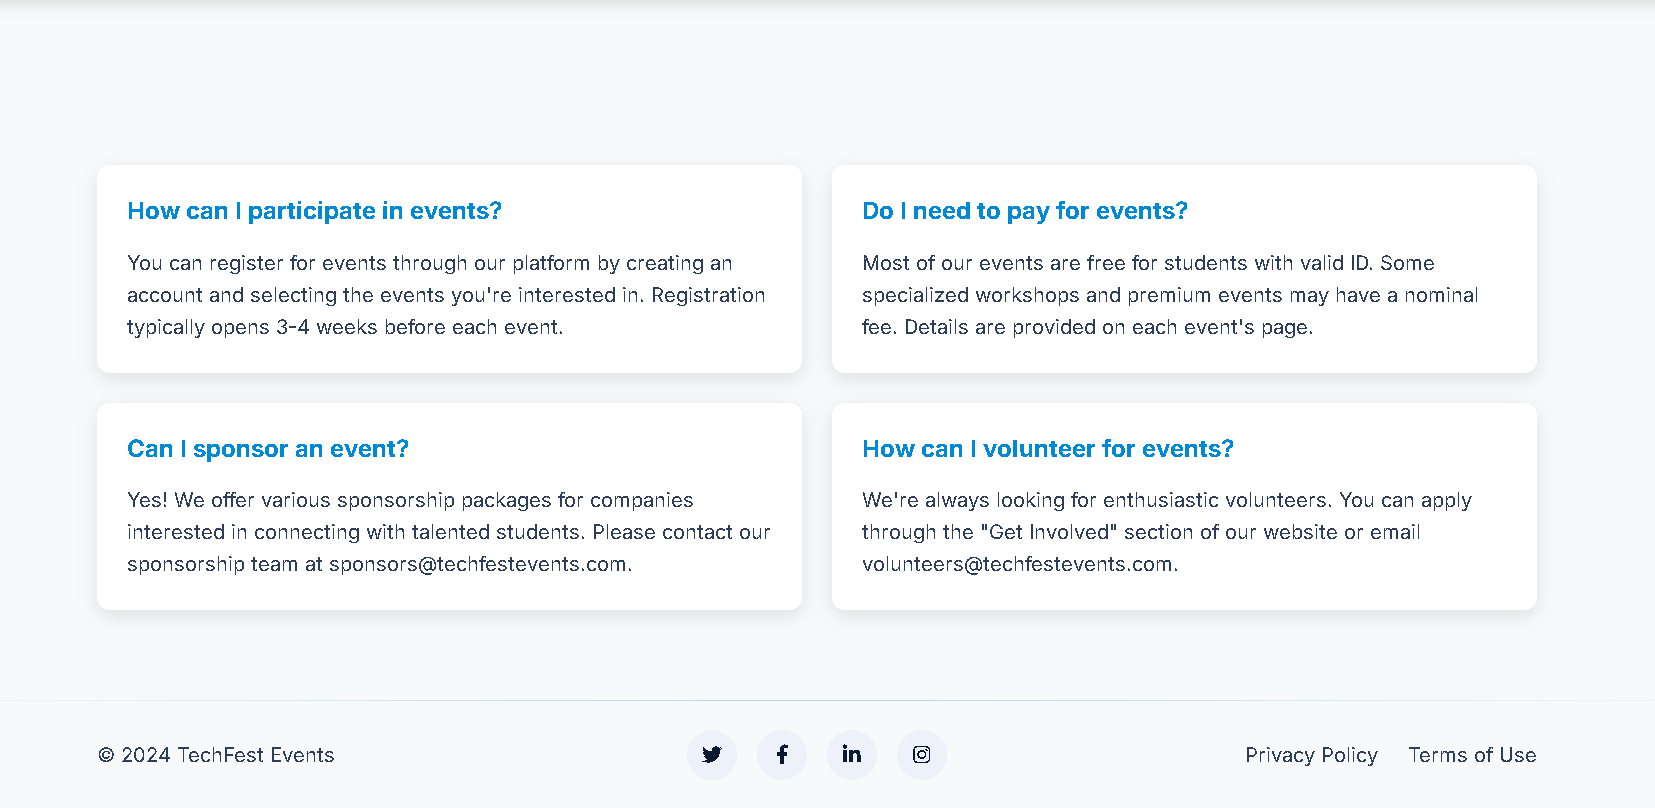 How can I participate in events?
You can register for events through our platform by creating an
account and selecting the events you're interested in. Registration
typically opens 3-4 weeks before each event.
Do I need to pay for events?
Most of our events are free for students with valid ID. Some
specialized workshops and premium events may have a nominal
fee. Details are provided on each event's page.
Can I sponsor an event?
Yes! We offer various sponsorship packages for companies
interested in connecting with talented students. Please contact our
sponsorship team at sponsors@techfestevents.com.
How can I volunteer for events?
We're always looking for enthusiastic volunteers. You can apply
through the "Get Involved" section of our website or email
volunteers@techfestevents.com.
© 2024 TechFest Events
Privacy Policy
Terms of Use